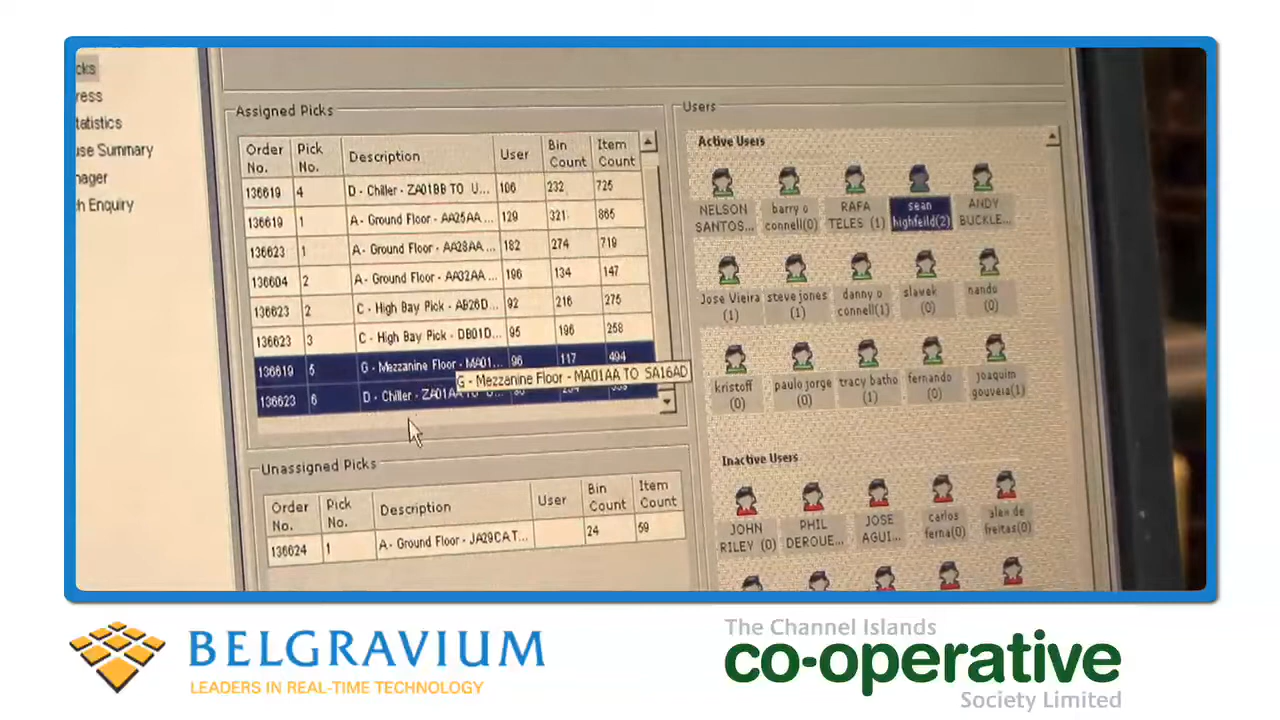 cks
ress
tatistics
use Summary
nager
ch Enquiry
Assigned Picks
Order No. Pick No. Description User Bin Count Item Count
136619 4 D - Chiller - ZA01BB TO U... 106 232 725
136619 1 A - Ground Floor - AA25AA ... 129 321 865
136623 1 A - Ground Floor - AA28AA ... 182 274 719
136604 2 A - Ground Floor - AA32AA ... 196 134 147
136623 2 C - High Bay Pick - AB26D... 92 216 275
136623 3 C - High Bay Pick - DB01D... 95 196 258
136619 5 G - Mezzanine Floor - MA01... 96 117 494
G - Mezzanine Floor - MA01AA TO SA16AD
136623 6 D - Chiller - ZA01AA TO U...
Unassigned Picks
Order No. Pick No. Description User Bin Count Item Count
136624 1 A - Ground Floor - JA29CA T... 24 59
Users
Active Users
NELSON SANTOS...
barry o connell(0)
RAFA TELES (1)
sean highfeild(2)
ANDY BUCKLE...
Jose Vieira (1)
steve jones (1)
danny o connell(1)
slavek (0)
nando (0)
kristoff (0)
paulo jorge (0)
tracy batho (1)
fernando (0)
joaquim gouveia(1)
Inactive Users
JOHN RILEY (0)
PHIL DEROUE...
JOSE AGUI...
carlos ferna(0)
alex de freitas(0)
BELGRAVIUM
LEADERS IN REAL-TIME TECHNOLOGY
The Channel Islands
co-operative
Society Limited